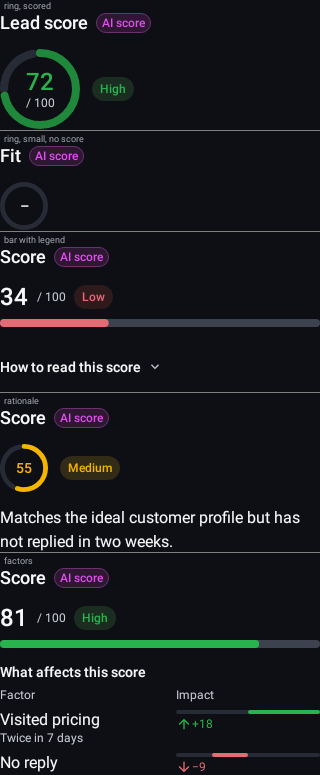 ring, scored
Lead score AI score
72
/ 100
High
ring, small, no score
Fit AI score
–
bar with legend
Score AI score
34 / 100 Low
How to read this score
rationale
Score AI score
55 Medium
Matches the ideal customer profile but has
not replied in two weeks.
factors
Score AI score
81 / 100 High
What affects this score
Factor Impact
Visited pricing
Twice in 7 days
↑+18
No reply
↓−9